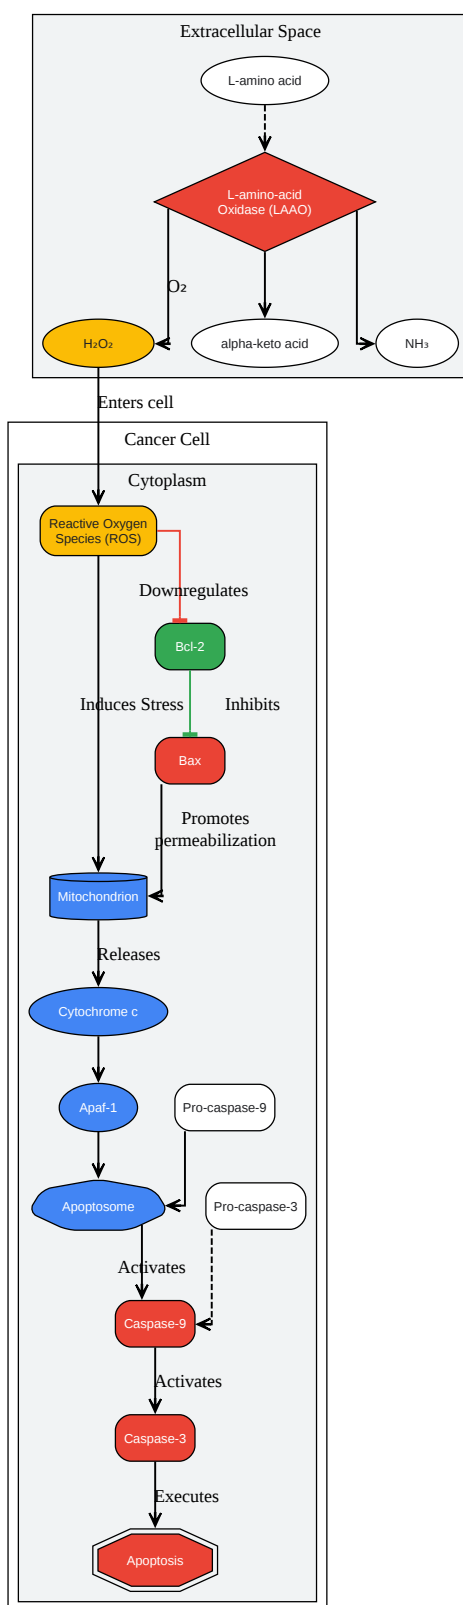 Extracellular Space
L-amino acid
L-amino-acid
Oxidase (LAAO)
O₂
H₂O₂
alpha-keto acid
NH₃
Enters cell
Cancer Cell
Cytoplasm
Reactive Oxygen
Species (ROS)
Downregulates
Bcl-2
Induces Stress
Inhibits
Bax
Promotes
permeabilization
Mitochondrion
Releases
Cytochrome c
Apaf-1
Pro-caspase-9
Apoptosome
Pro-caspase-3
Activates
Caspase-9
Activates
Caspase-3
Executes
Apoptosis